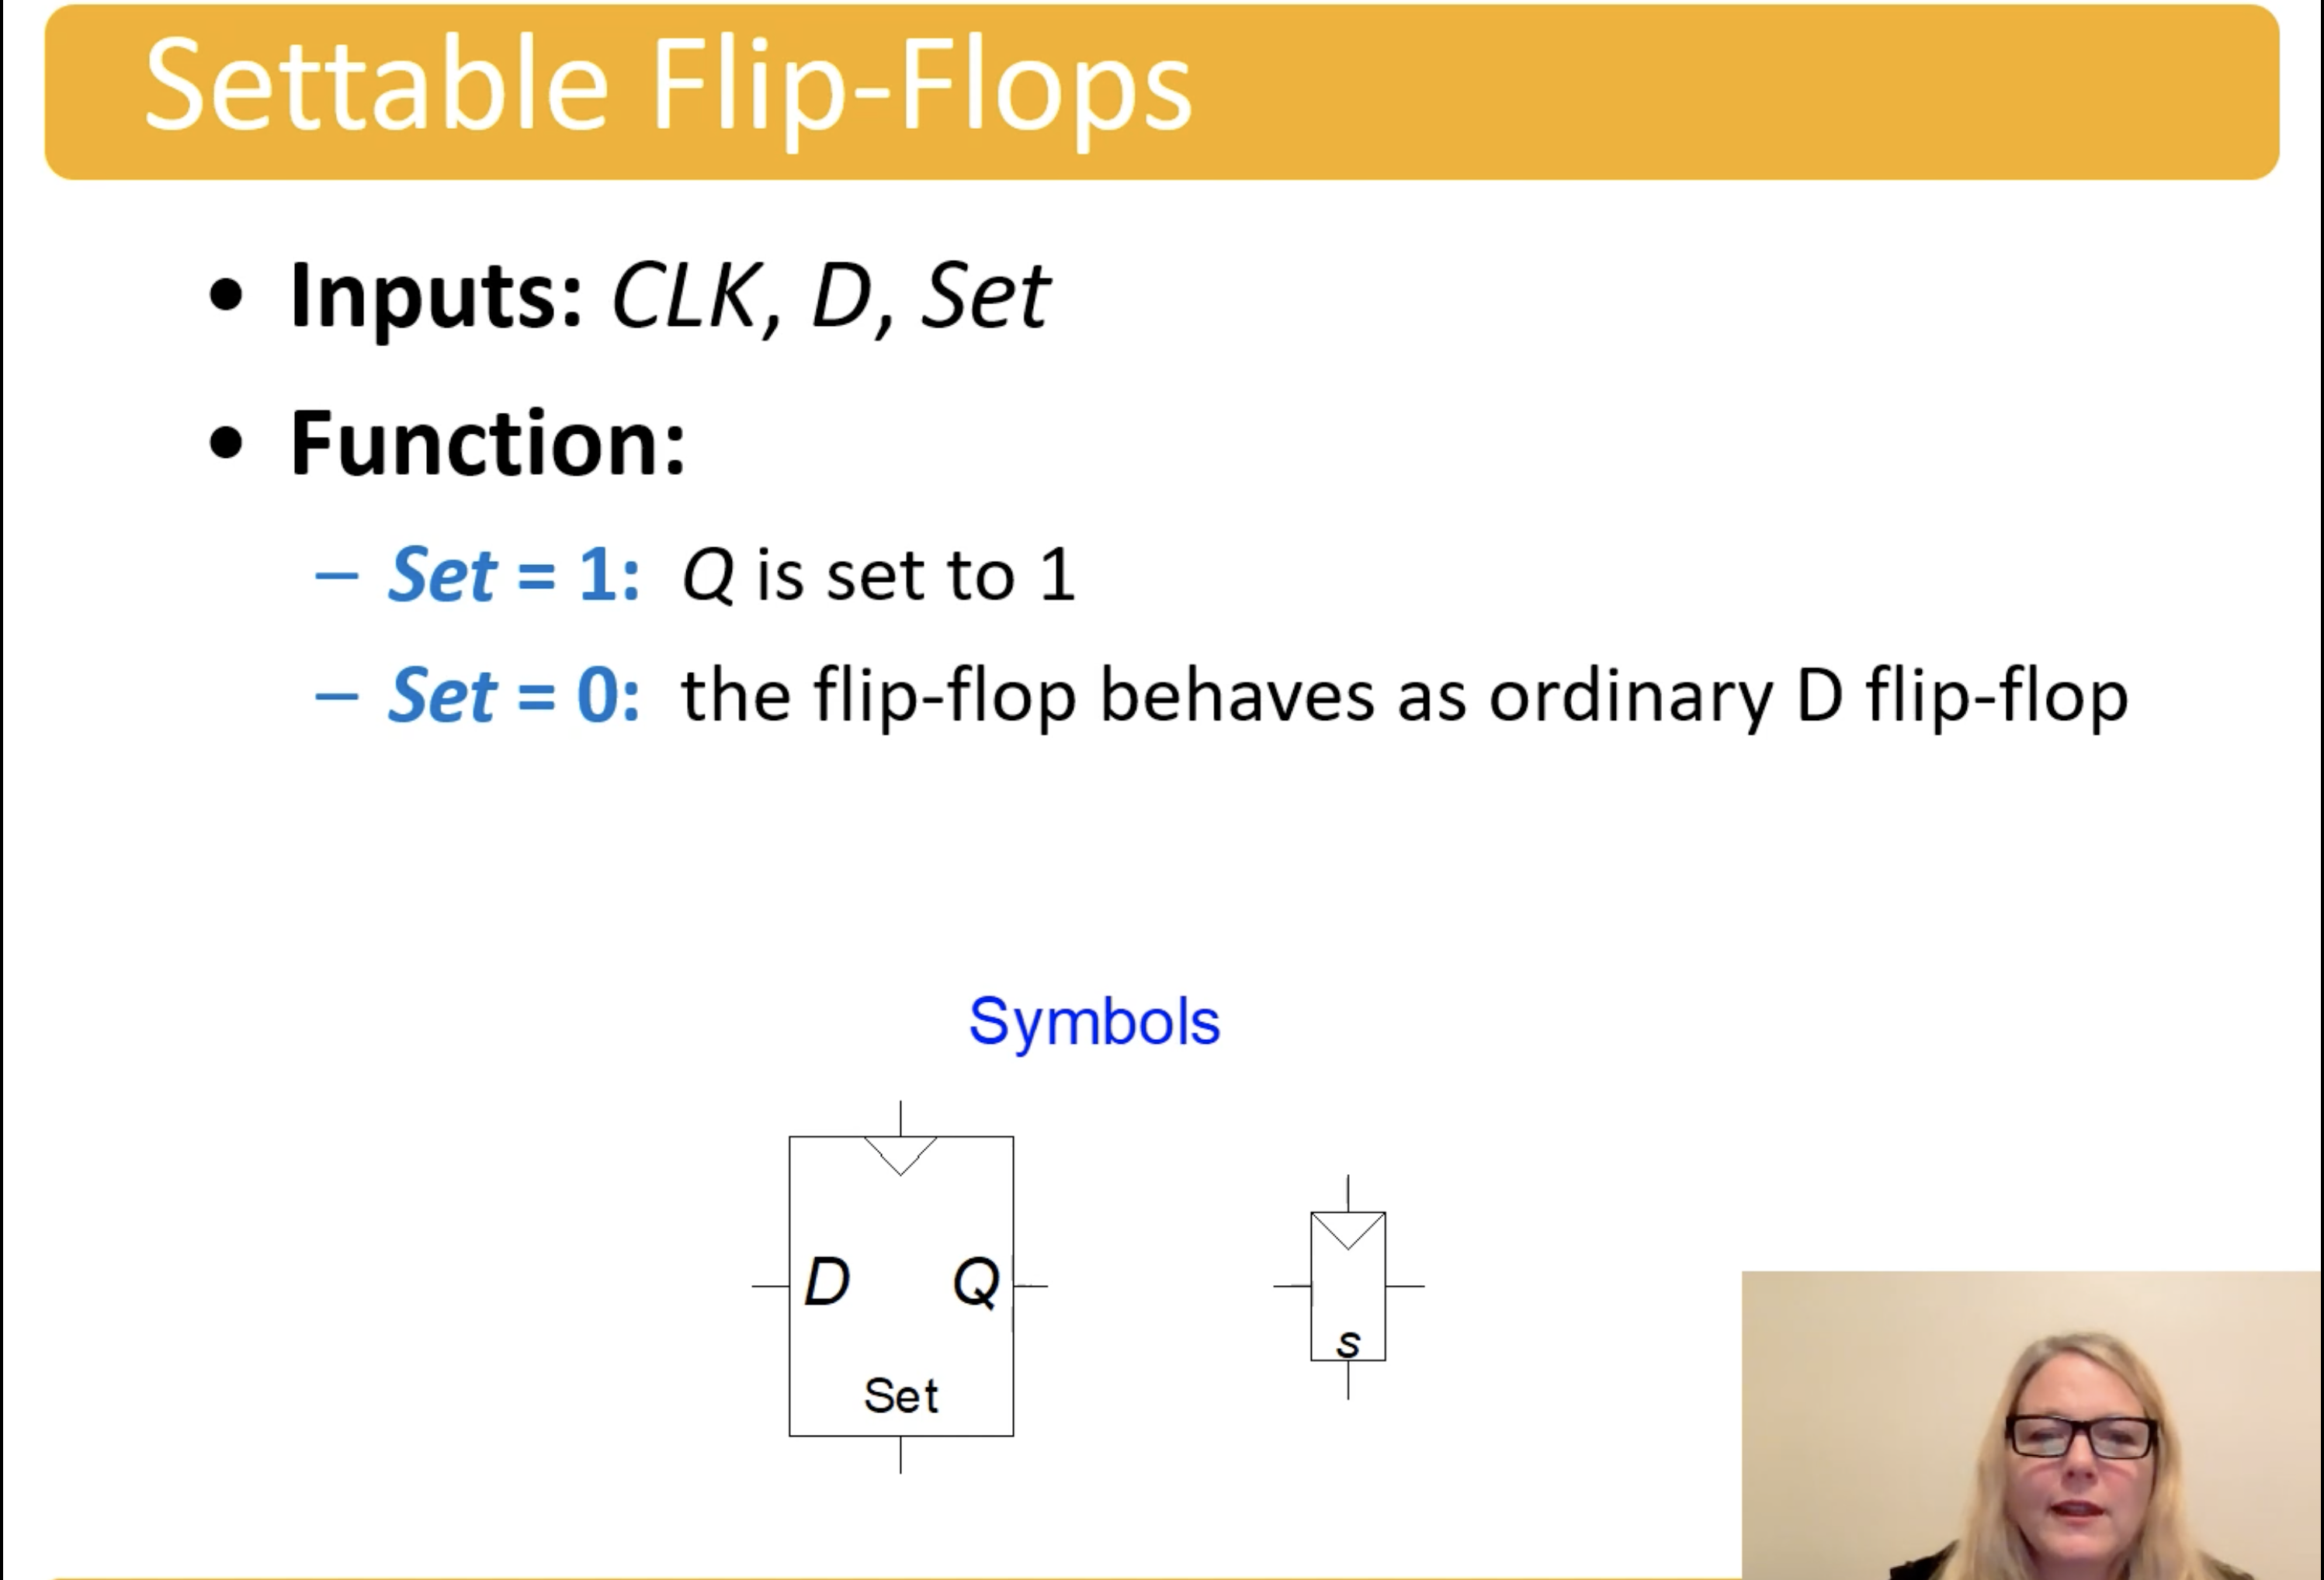 Settable Flip-Flops
• Inputs: CLK, D, Set
• Function:
– Set = 1: Q is set to 1
– Set = 0: the flip-flop behaves as ordinary D flip-flop
Symbols
D Q
Set
s